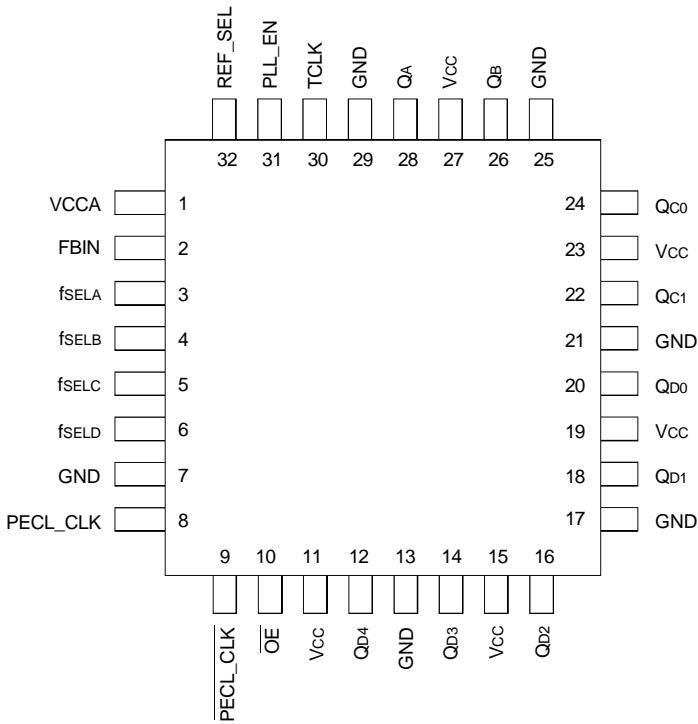 REF_SEL PLL_EN TCLK GND QA VCC QB GND
32 31 30 29 28 27 26 25
VCCA 1 24 QC0
FBIN 2 23 VCC
fSELA 3 22 QC1
fSELB 4 21 GND
fSELC 5 20 QD0
fSELD 6 19 VCC
GND 7 18 QD1
PECL_CLK 8 17 GND
9 10 11 12 13 14 15 16
PECL_CLK OE VCC QD4 GND QD3 VCC QD2